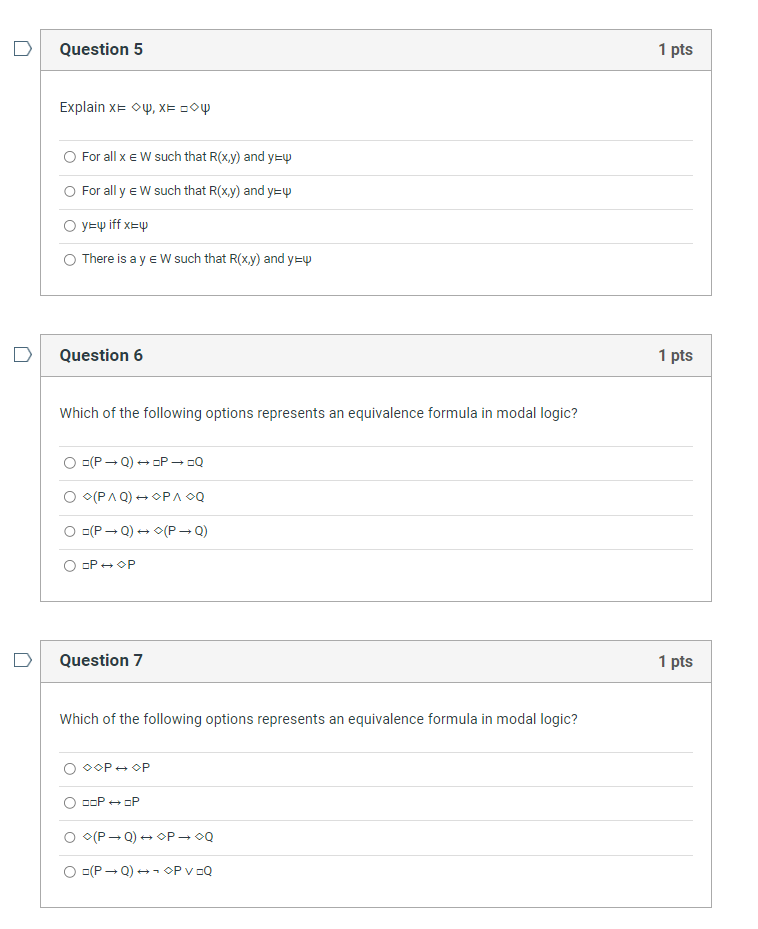 Question 5
1 pts
Explain x⊨ ◇ψ, x⊨ □◇ψ
For all x ∈ W such that R(x,y) and y⊨ψ
For all y ∈ W such that R(x,y) and y⊨ψ
y⊨ψ iff x⊨ψ
There is a y ∈ W such that R(x,y) and y⊨ψ
Question 6
1 pts
Which of the following options represents an equivalence formula in modal logic?
□(P → Q) ↔ □P → □Q
◇(P ∧ Q) ↔ ◇P ∧ ◇Q
□(P → Q) ↔ ◇(P → Q)
□P ↔ ◇P
Question 7
1 pts
Which of the following options represents an equivalence formula in modal logic?
◇◇P ↔ ◇P
□□P ↔ □P
◇(P → Q) ↔ ◇P → ◇Q
□(P → Q) ↔ ¬ ◇P ∨ □Q